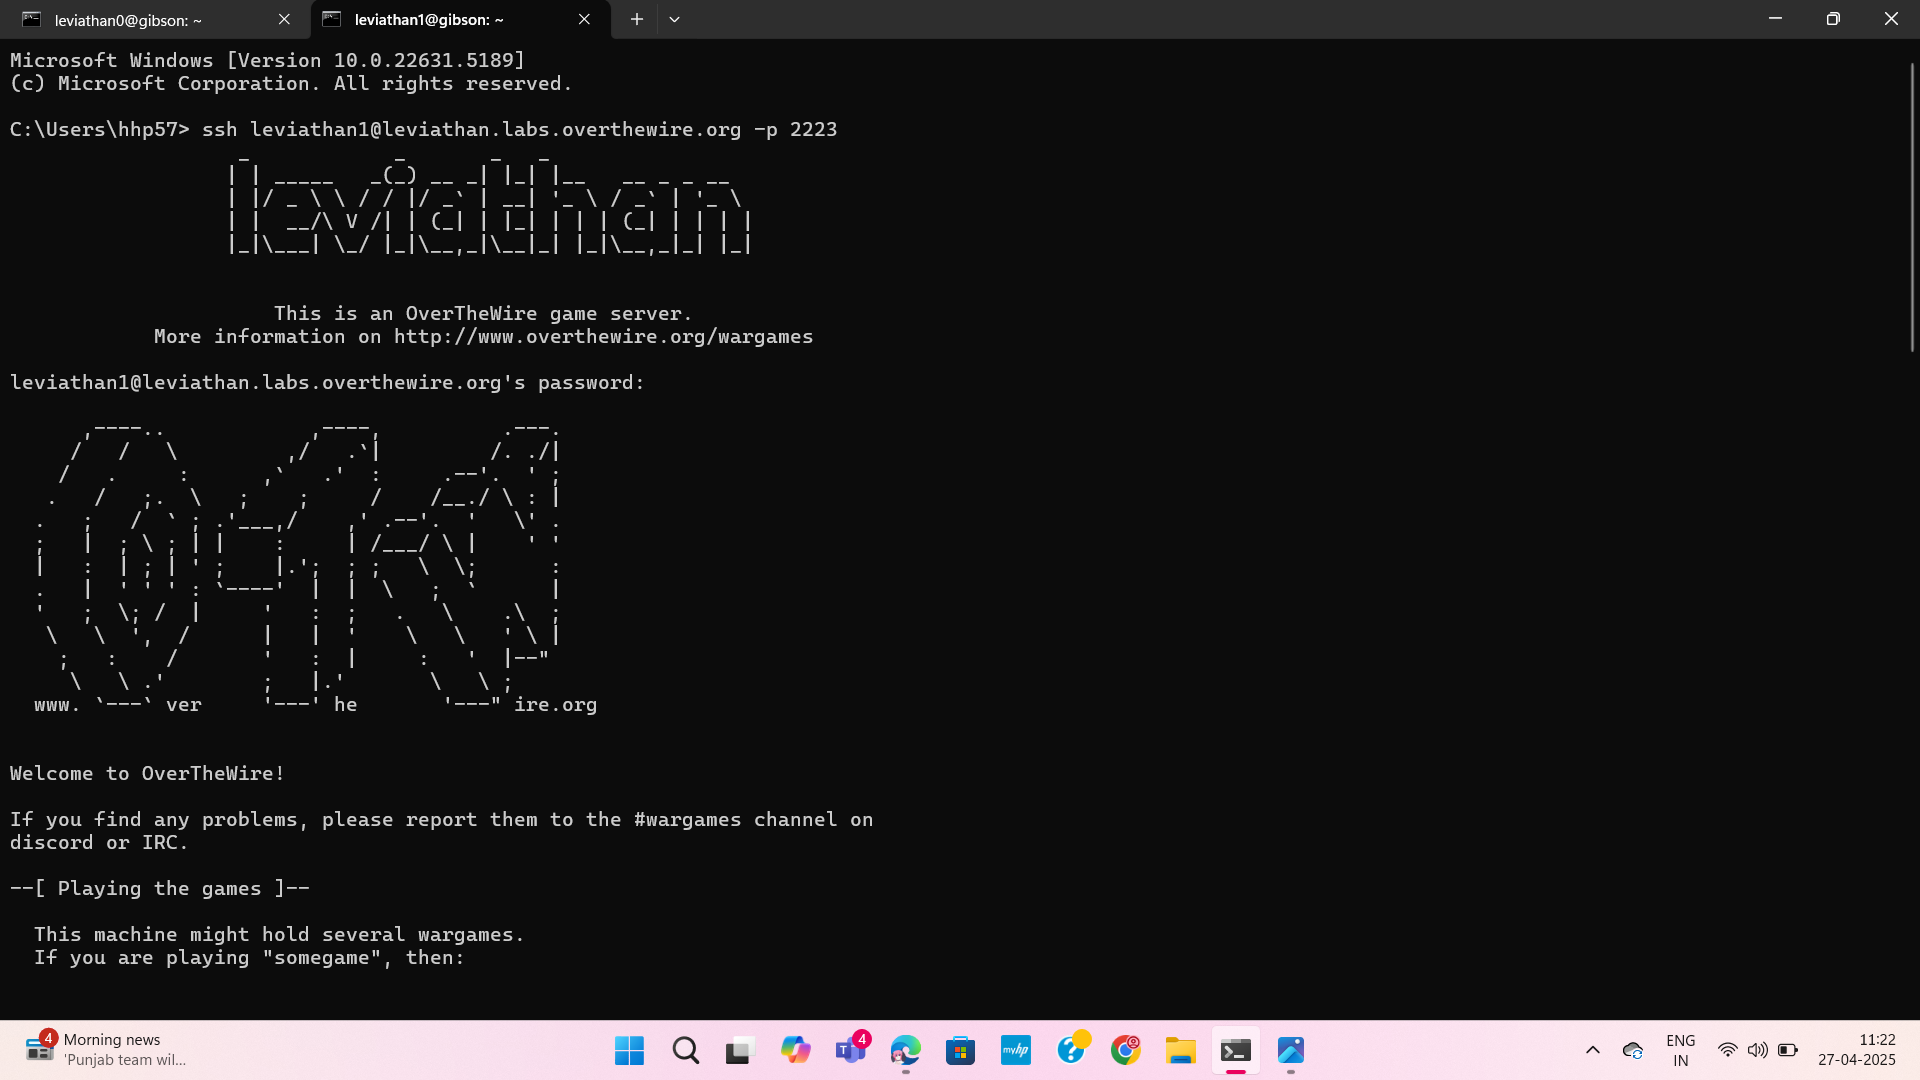 leviathan0@gibson: ~
leviathan1@gibson: ~
Microsoft Windows [Version 10.0.22631.5189]
(c) Microsoft Corporation. All rights reserved.
C:\Users\hhp57> ssh leviathan1@leviathan.labs.overthewire.org -p 2223
leviathan
This is an OverTheWire game server.
More information on http://www.overthewire.org/wargames
leviathan1@leviathan.labs.overthewire.org's password:
www. `---` ver      '---' he       '---" ire.org
Welcome to OverTheWire!
If you find any problems, please report them to the #wargames channel on
discord or IRC.
--[ Playing the games ]--
This machine might hold several wargames.
If you are playing "somegame", then:
4
Morning news
'Punjab team wil...
4
myhp
ENG
IN
11:22
27-04-2025